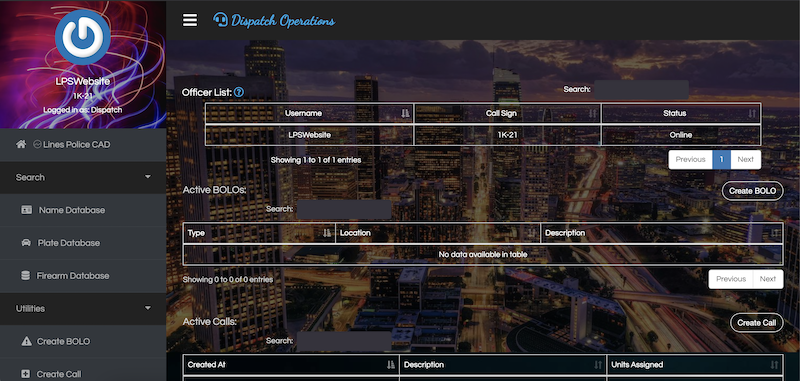 Dispatch Operations
LPSWebsite
1K-21
Logged in as: Dispatch
Lines Police CAD
Search
Name Database
Plate Database
Firearm Database
Utilities
Create BOLO
Create Call
Officer List:
Search:
Username Call Sign Status
LPSWebsite 1K-21 Online
Showing 1 to 1 of 1 entries
Previous 1 Next
Active BOLOs:
Create BOLO
Search:
Type Location Description
No data available in table
Showing 0 to 0 of 0 entries
Previous Next
Active Calls:
Create Call
Search:
Created At Description Units Assigned